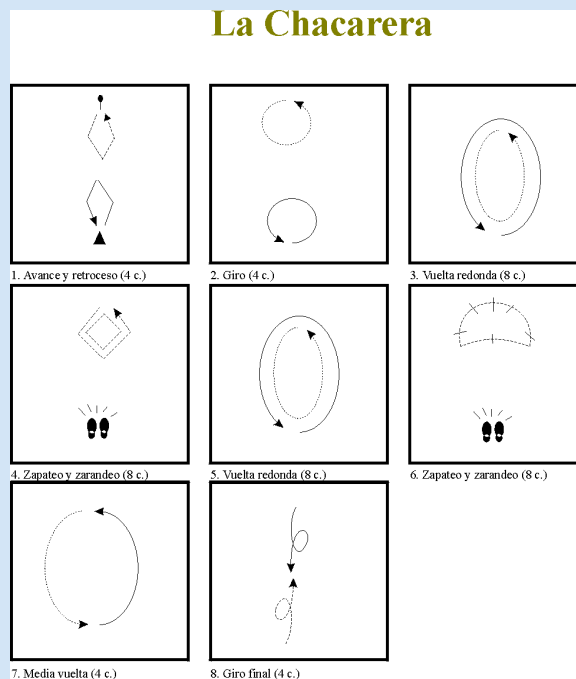 La Chacarera
1. Avance y retroceso (4 c.)
2. Giro (4 c.)
3. Vuelta redonda (8 c.)
4. Zapateo y zarandeo (8 c.)
5. Vuelta redonda (8 c.)
6. Zapateo y zarandeo (8 c.)
7. Media vuelta (4 c.)
8. Giro final (4 c.)